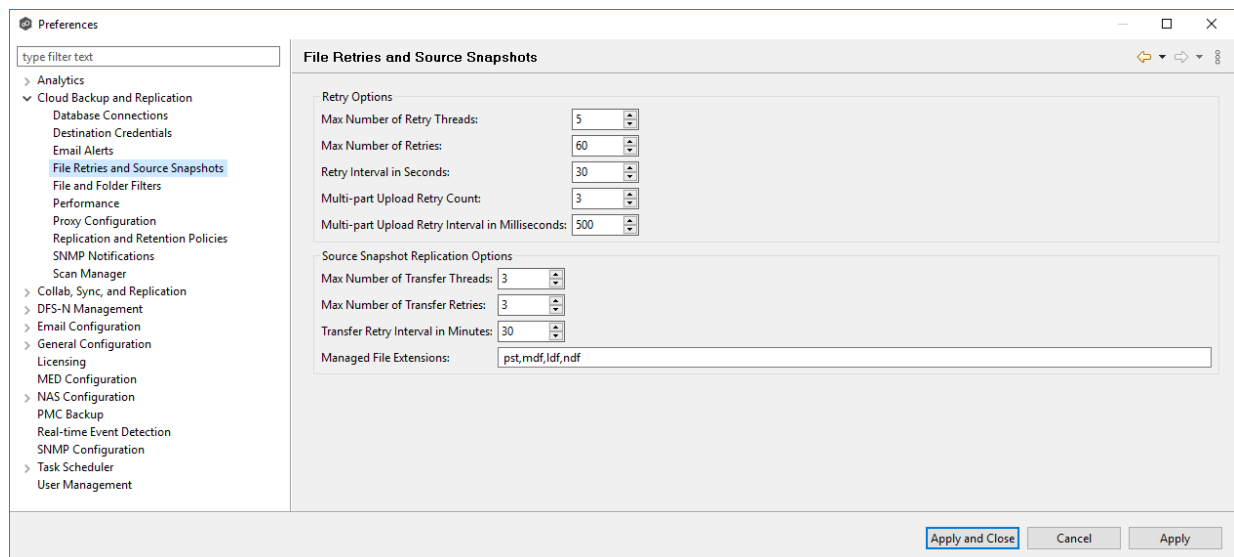 Preferences
type filter text
Analytics
Cloud Backup and Replication
Database Connections
Destination Credentials
Email Alerts
File Retries and Source Snapshots
File and Folder Filters
Performance
Proxy Configuration
Replication and Retention Policies
SNMP Notifications
Scan Manager
Collab, Sync, and Replication
DFS-N Management
Email Configuration
General Configuration
Licensing
MED Configuration
NAS Configuration
PMC Backup
Real-time Event Detection
SNMP Configuration
Task Scheduler
User Management
File Retries and Source Snapshots
Retry Options
Max Number of Retry Threads: 5
Max Number of Retries: 60
Retry Interval in Seconds: 30
Multi-part Upload Retry Count: 3
Multi-part Upload Retry Interval in Milliseconds: 500
Source Snapshot Replication Options
Max Number of Transfer Threads: 3
Max Number of Transfer Retries: 3
Transfer Retry Interval in Minutes: 30
Managed File Extensions: pst,mdf,ldf,ndf
Apply and Close Cancel Apply